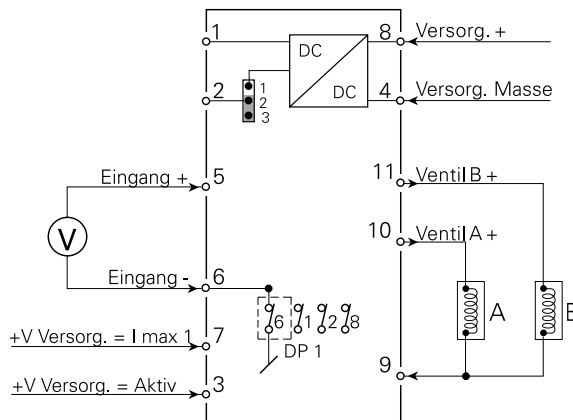 1
DC
DC
8
Versorg. +
2
1
2
3
4
Versorg. Masse
Eingang +
5
11
Ventil B +
V
10
Ventil A +
Eingang -
6
6
1
2
8
A
B
DP 1
+V Versorg. = I max 1
7
9
+V Versorg. = Aktiv
3